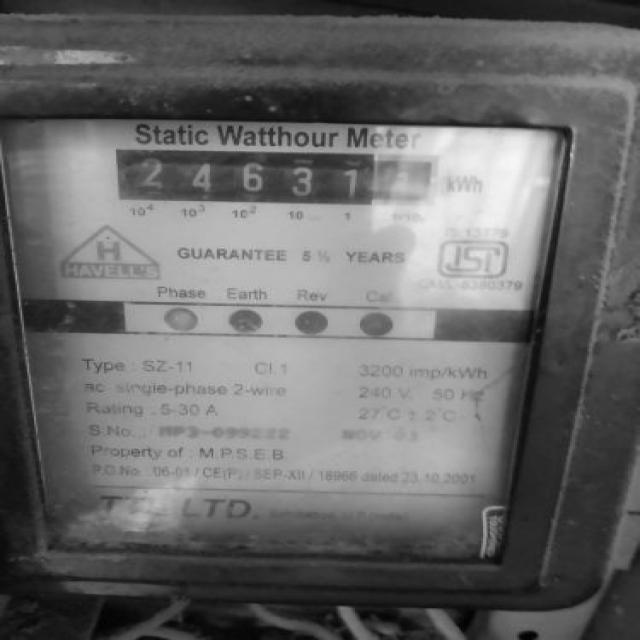 Static Watthour Meter
2 4 6 3 1 kWh
10⁴ 10³ 10² 10 1
H
HAVELL'S
GUARANTEE 5 ½ YEARS
Phase Earth Rev Cal
Type : SZ-11 Cl.1 3200 imp/kWh
ac single-phase 2-wire 240 V. 50 Hz
Rating : 5-30 A 27°C ± 2°C
S.No.
Property of : M.P.S.E.B
P.O.No. 06-01 / CE(P) / SEP-XII / 18966 dated 23.10.2001
LTD.